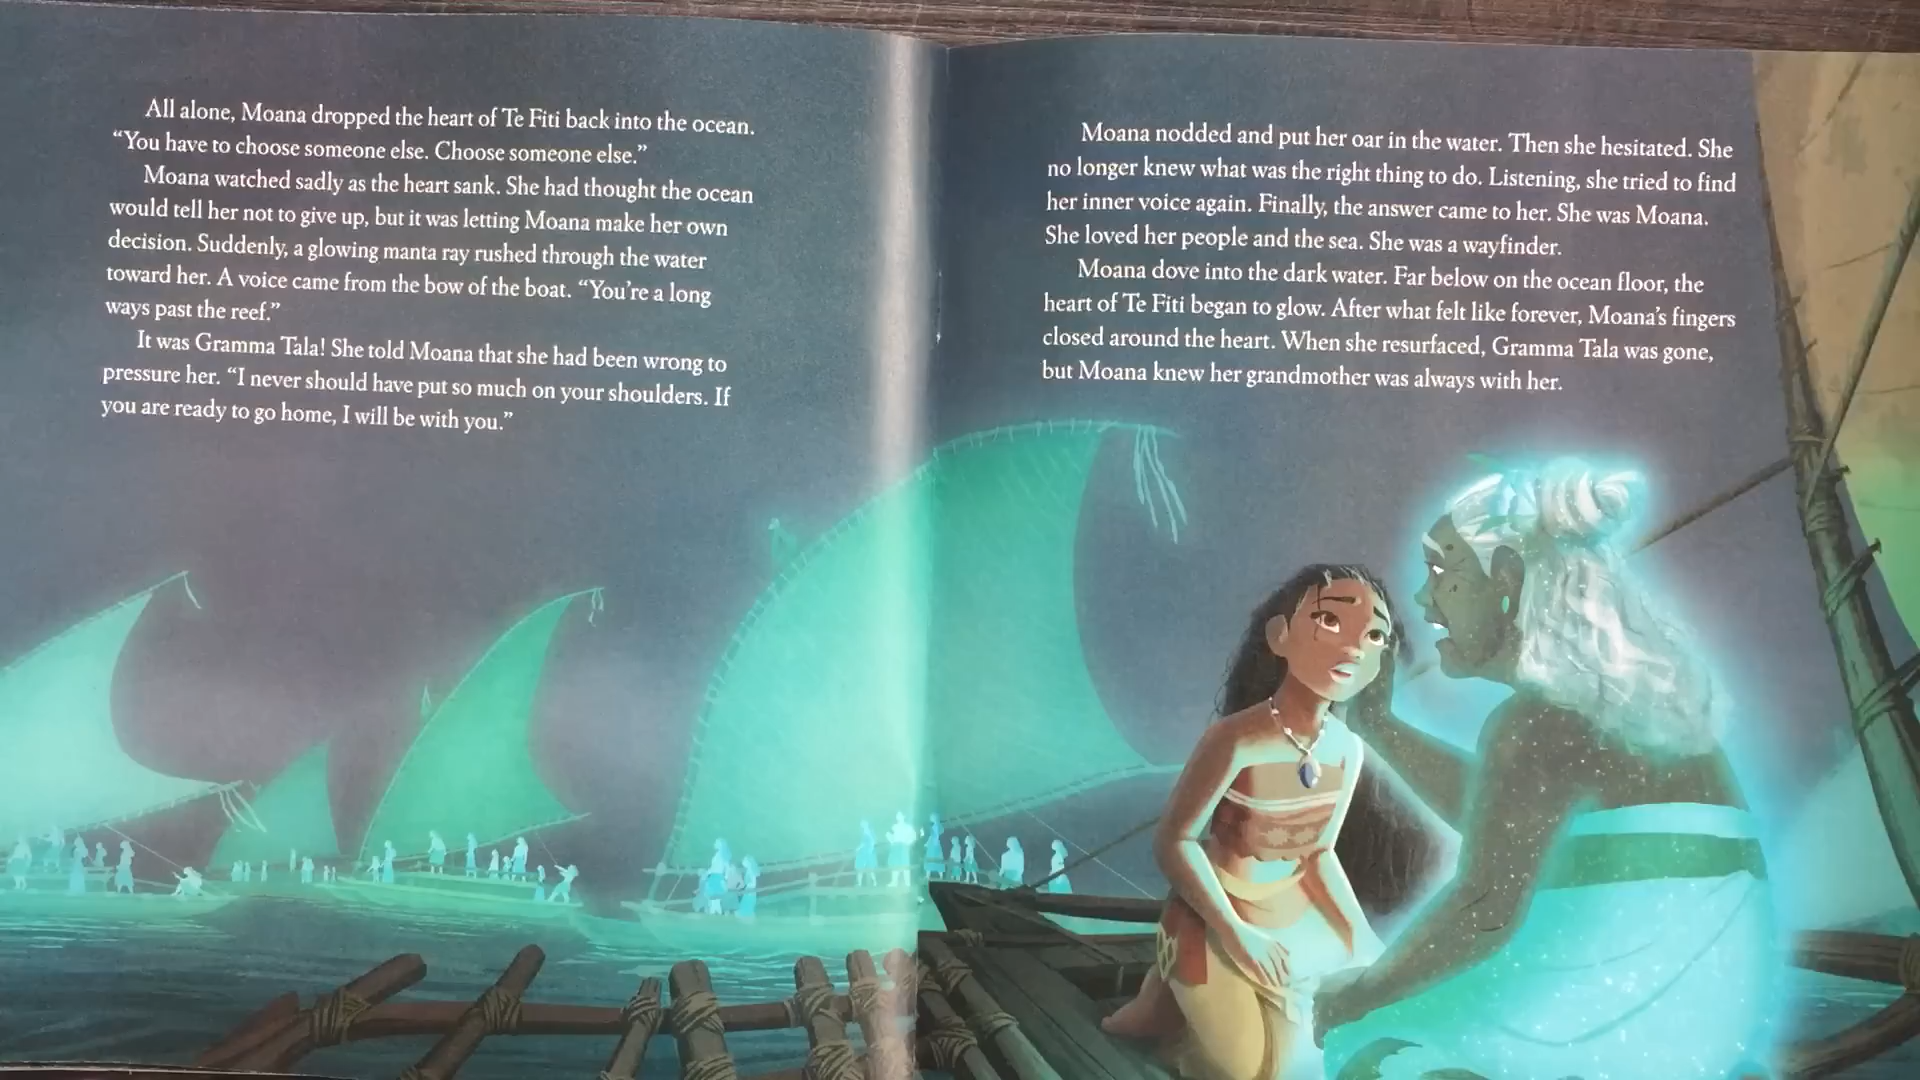 All alone, Moana dropped the heart of Te Fiti back into the ocean.
“You have to choose someone else. Choose someone else.”
Moana watched sadly as the heart sank. She had thought the ocean
would tell her not to give up, but it was letting Moana make her own
decision. Suddenly, a glowing manta ray rushed through the water
toward her. A voice came from the bow of the boat. “You’re a long
ways past the reef.”
It was Gramma Tala! She told Moana that she had been wrong to
pressure her. “I never should have put so much on your shoulders. If
you are ready to go home, I will be with you.”
Moana nodded and put her oar in the water. Then she hesitated. She
no longer knew what was the right thing to do. Listening, she tried to find
her inner voice again. Finally, the answer came to her. She was Moana.
She loved her people and the sea. She was a wayfinder.
Moana dove into the dark water. Far below on the ocean floor, the
heart of Te Fiti began to glow. After what felt like forever, Moana’s fingers
closed around the heart. When she resurfaced, Gramma Tala was gone,
but Moana knew her grandmother was always with her.